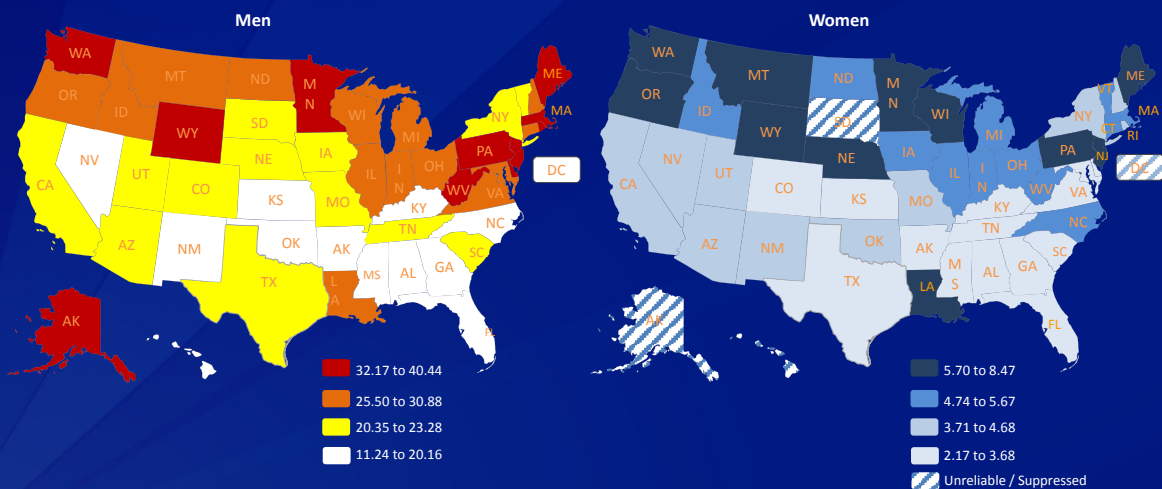 Men
WA
MT
ND
MN
ME
OR
ID
WY
SD
WI
MI
NY
MA
NV
NE
IA
IL
IN
OH
PA
DC
CA
UT
CO
KS
MO
KY
WV
VA
AZ
NM
OK
AK
TN
NC
SC
TX
LA
MS
AL
GA
FL
AK
32.17 to 40.44
25.50 to 30.88
20.35 to 23.28
11.24 to 20.16
Women
WA
MT
ND
MN
ME
OR
ID
WY
SD
WI
MI
NY
VT
MA
CT
RI
NV
NE
IA
IL
IN
OH
PA
NJ
DC
CA
UT
CO
KS
MO
KY
WV
VA
AZ
NM
OK
AK
TN
NC
SC
TX
LA
MS
AL
GA
FL
AK
5.70 to 8.47
4.74 to 5.67
3.71 to 4.68
2.17 to 3.68
Unreliable / Suppressed